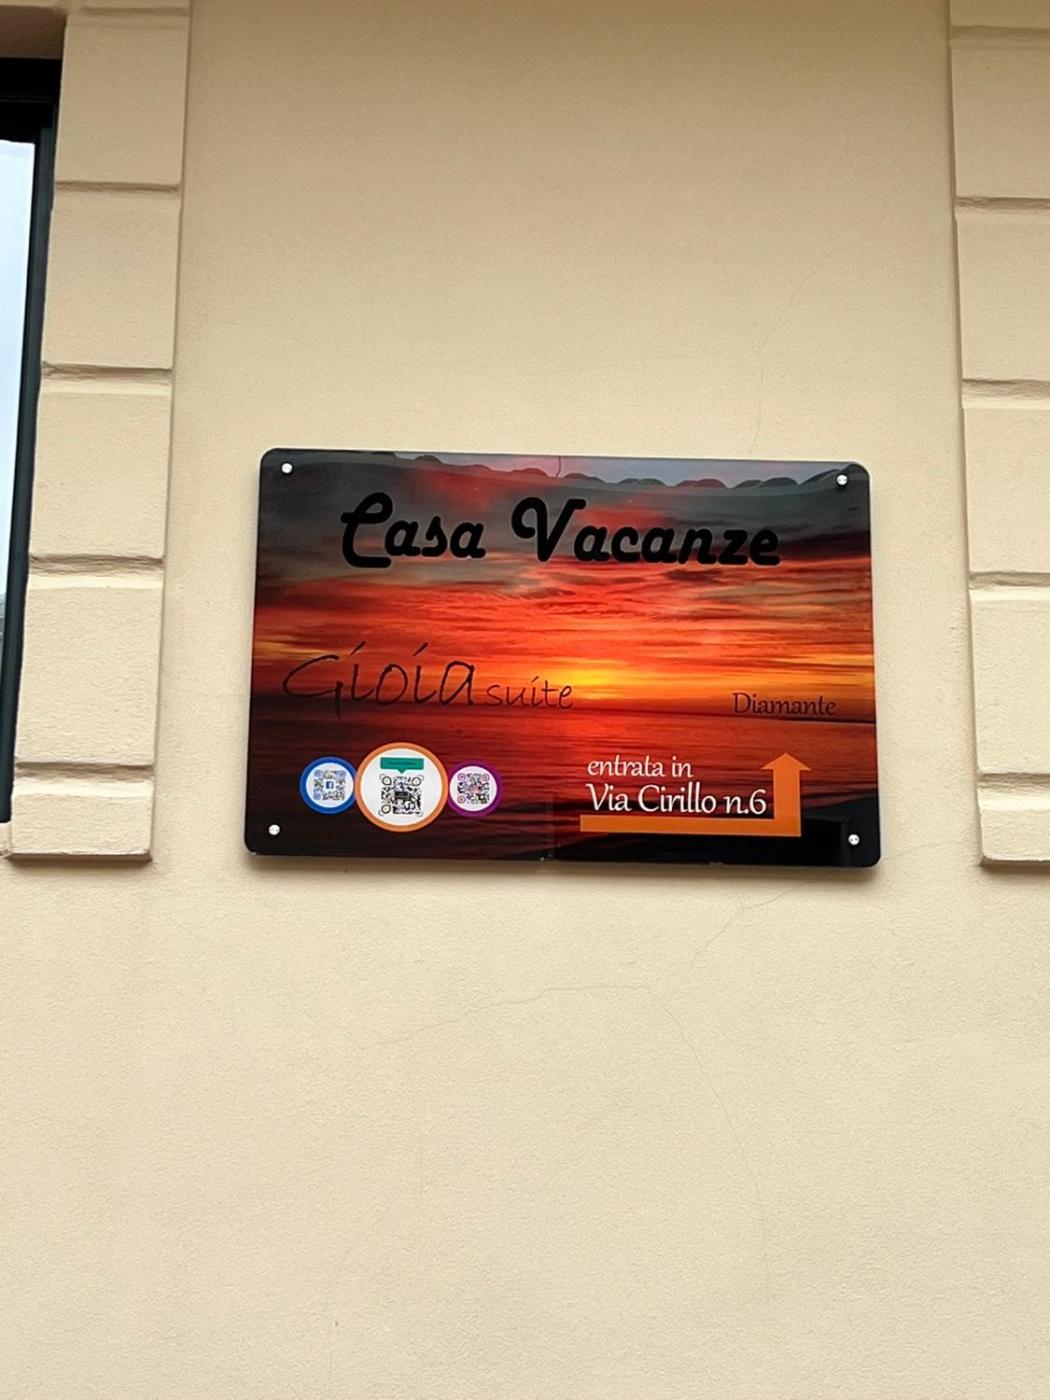 Casa Vacanze
Gioia suite
Diamante
entrata in
Via Cirillo n.6